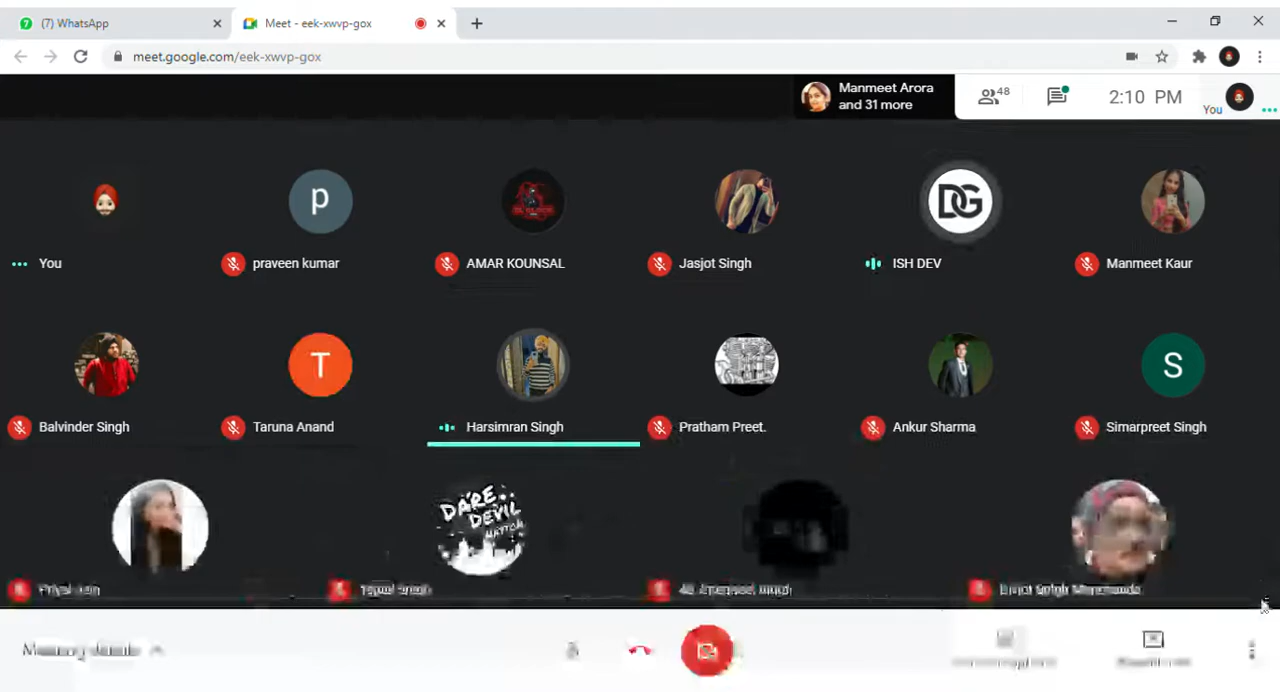 (7) WhatsApp
Meet - eek-xwvp-gox
meet.google.com/eek-xwvp-gox
Manmeet Arora
and 31 more
48
2:10 PM
You
p
DG
You
praveen kumar
AMAR KOUNSAL
Jasjot Singh
ISH DEV
Manmeet Kaur
T
S
Balvinder Singh
Taruna Anand
Harsimran Singh
Pratham Preet.
Ankur Sharma
Simarpreet Singh
DARE
DEVIL